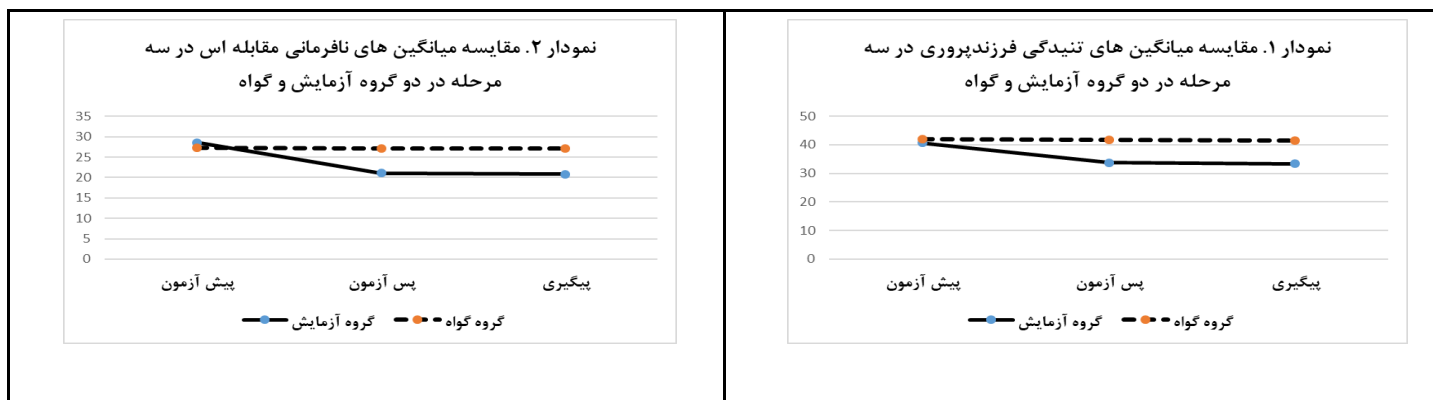 نمودار ۱. مقایسه میانگین های تنیدگی فرزندپروری در سه
مرحله در دو گروه آزمایش و گواه
50
40
30
20
10
0
پیش آزمون
پس آزمون
پیگیری
گروه آزمایش
گروه گواه
نمودار ۲. مقایسه میانگین های نافرمانی مقابله اس در سه
مرحله در دو گروه آزمایش و گواه
35
30
25
20
15
10
5
0
پیش آزمون
پس آزمون
پیگیری
گروه آزمایش
گروه گواه